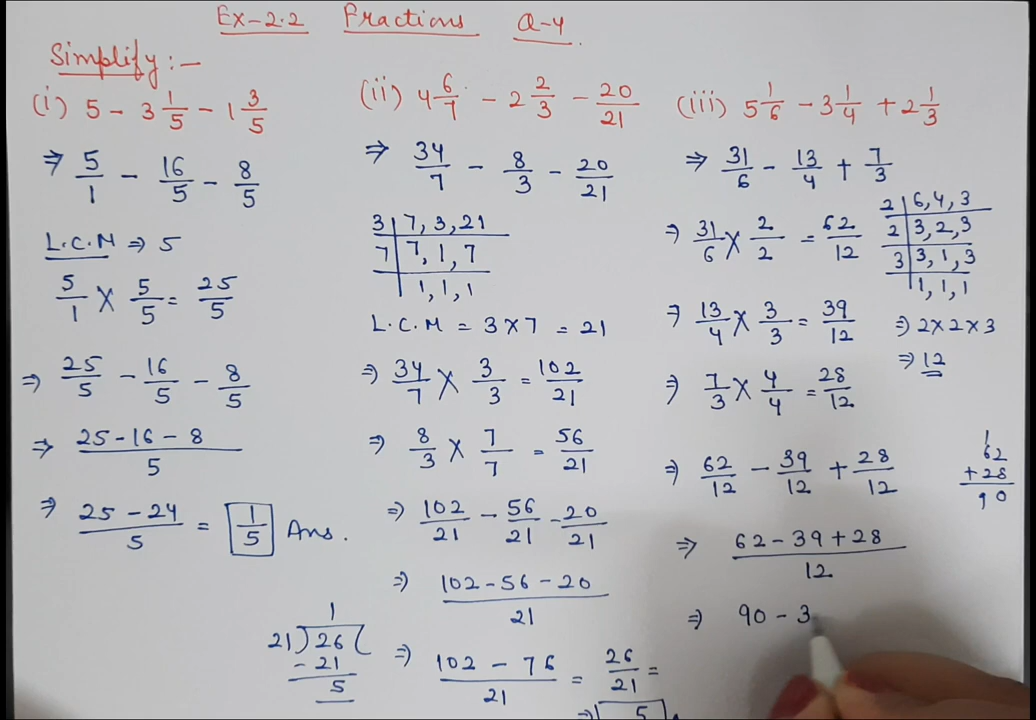 Ex-2.2 Fractions Q-4
Simplify:-
(i) 5 - 3 1/5 - 1 3/5
⇒ 5/1 - 16/5 - 8/5
L.C.M ⇒ 5
5/1 × 5/5 = 25/5
⇒ 25/5 - 16/5 - 8/5
⇒ 25-16-8/5
⇒ 25-24/5 = 1/5 Ans.
(ii) 4 6/7 - 2 2/3 - 20/21
⇒ 34/7 - 8/3 - 20/21
3 | 7, 3, 21
7 | 7, 1, 7
1, 1, 1
L.C.M = 3×7 = 21
⇒ 34/7 × 3/3 = 102/21
⇒ 8/3 × 7/7 = 56/21
⇒ 102/21 - 56/21 - 20/21
⇒ 102-56-20/21
⇒ 102-76/21 = 26/21 =
⇒ 5
1
21)26(
-21
5
(iii) 5 1/6 - 3 1/4 + 2 1/3
⇒ 31/6 - 13/4 + 7/3
2 | 6, 4, 3
2 | 3, 2, 3
3 | 3, 1, 3
1, 1, 1
⇒ 2×2×3
⇒ 12
⇒ 31/6 × 2/2 = 62/12
⇒ 13/4 × 3/3 = 39/12
⇒ 7/3 × 4/4 = 28/12
⇒ 62/12 - 39/12 + 28/12
1
62
+28
90
⇒ 62-39+28/12
⇒ 90-3